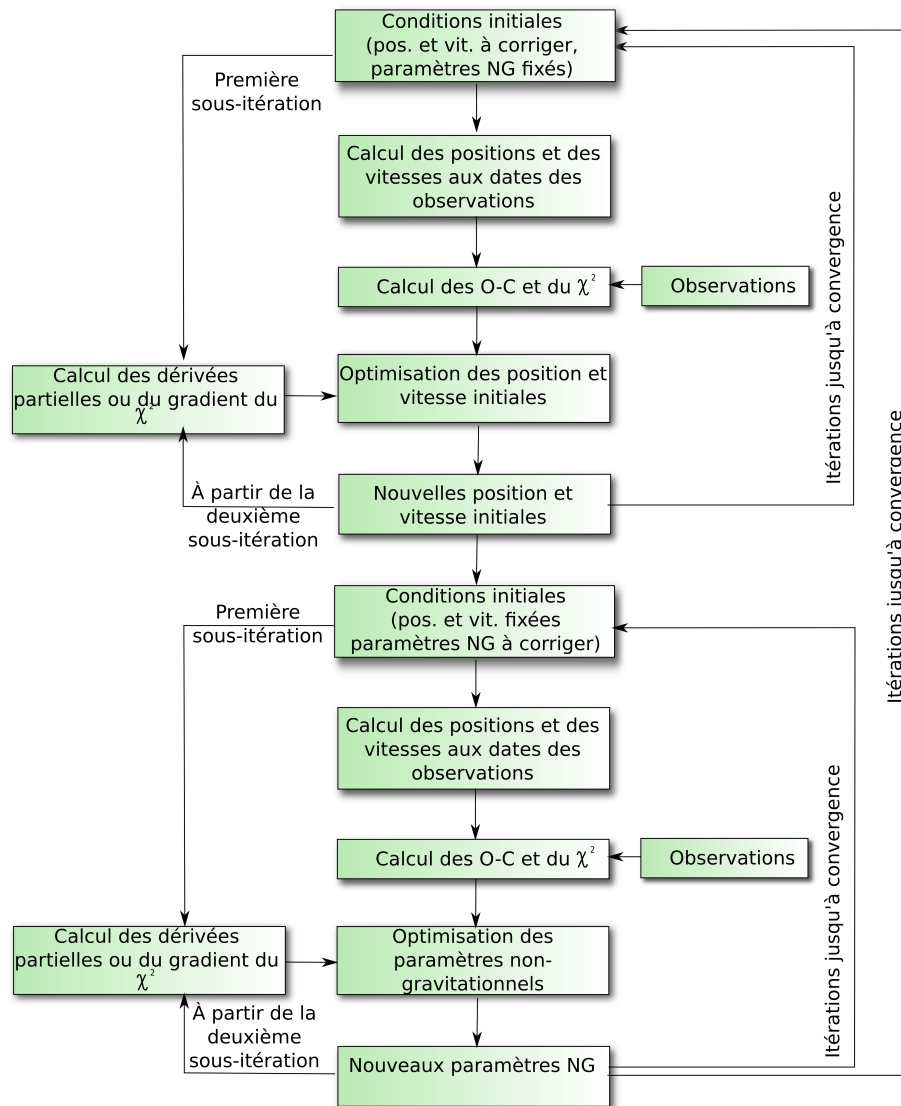 Conditions initiales
(pos. et vit. à corriger,
paramètres NG fixés)
Première
sous-itération
Calcul des positions et des
vitesses aux dates des
observations
Calcul des O-C et du χ²
Observations
Itérations jusqu'à convergence
Calcul des dérivées
partielles ou du gradient du
χ²
Optimisation des position et
vitesse initiales
À partir de la
deuxième
sous-itération
Nouvelles position et
vitesse initiales
Itérations jusqu'à convergence
Conditions initiales
(pos. et vit. fixées
paramètres NG à corriger)
Première
sous-itération
Calcul des positions et des
vitesses aux dates des
observations
Calcul des O-C et du χ²
Observations
Itérations jusqu'à convergence
Calcul des dérivées
partielles ou du gradient du
χ²
Optimisation des
paramètres non-
gravitationnels
À partir de la
deuxième
sous-itération
Nouveaux paramètres NG